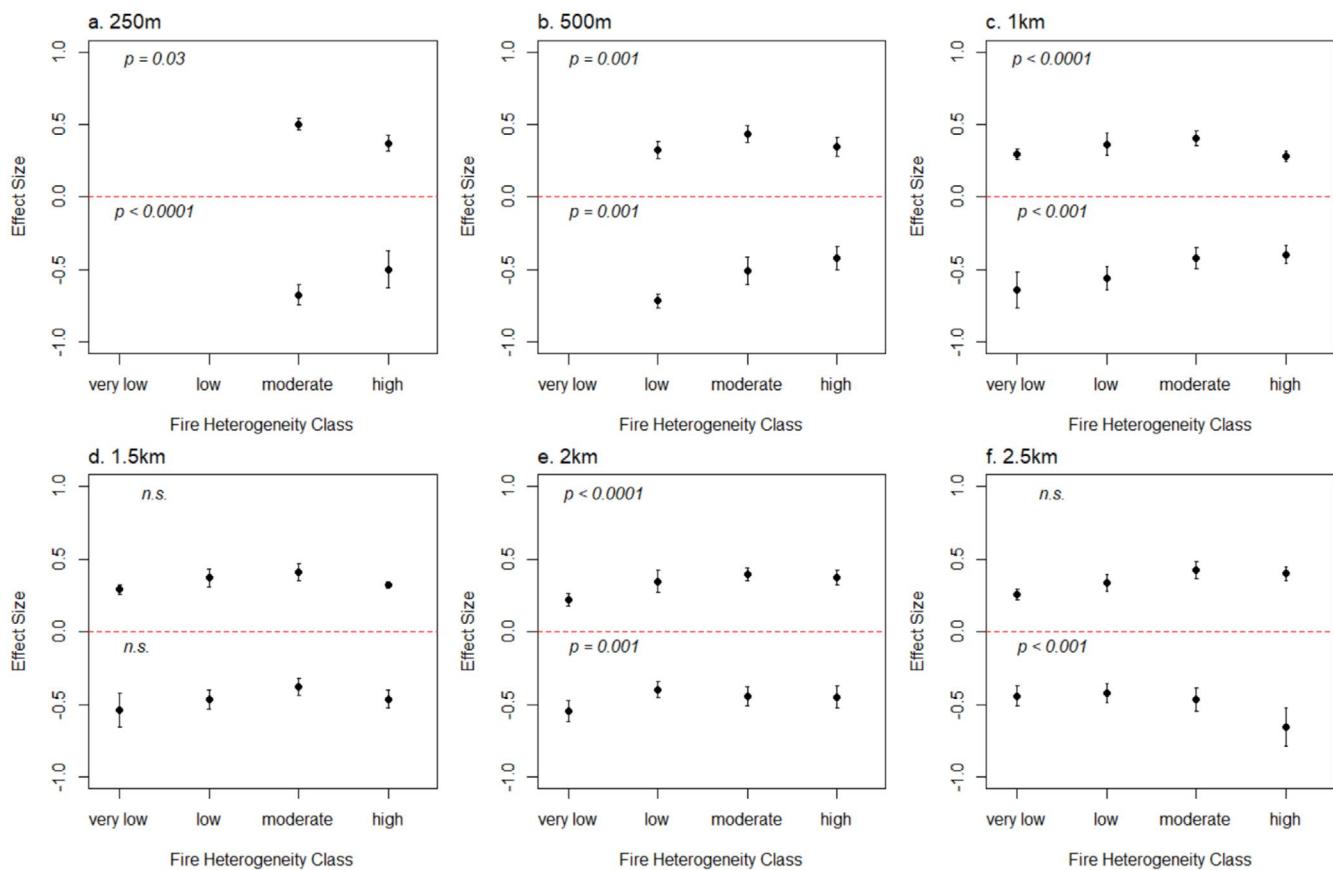 a. 250m
p = 0.03
p < 0.0001
Effect Size
1.0
0.5
0.0
-0.5
-1.0
very low low moderate high
Fire Heterogeneity Class
b. 500m
p = 0.001
p = 0.001
Effect Size
1.0
0.5
0.0
-0.5
-1.0
very low low moderate high
Fire Heterogeneity Class
c. 1km
p < 0.0001
p < 0.001
Effect Size
1.0
0.5
0.0
-0.5
-1.0
very low low moderate high
Fire Heterogeneity Class
d. 1.5km
n.s.
n.s.
Effect Size
1.0
0.5
0.0
-0.5
-1.0
very low low moderate high
Fire Heterogeneity Class
e. 2km
p < 0.0001
p = 0.001
Effect Size
1.0
0.5
0.0
-0.5
-1.0
very low low moderate high
Fire Heterogeneity Class
f. 2.5km
n.s.
p < 0.001
Effect Size
1.0
0.5
0.0
-0.5
-1.0
very low low moderate high
Fire Heterogeneity Class